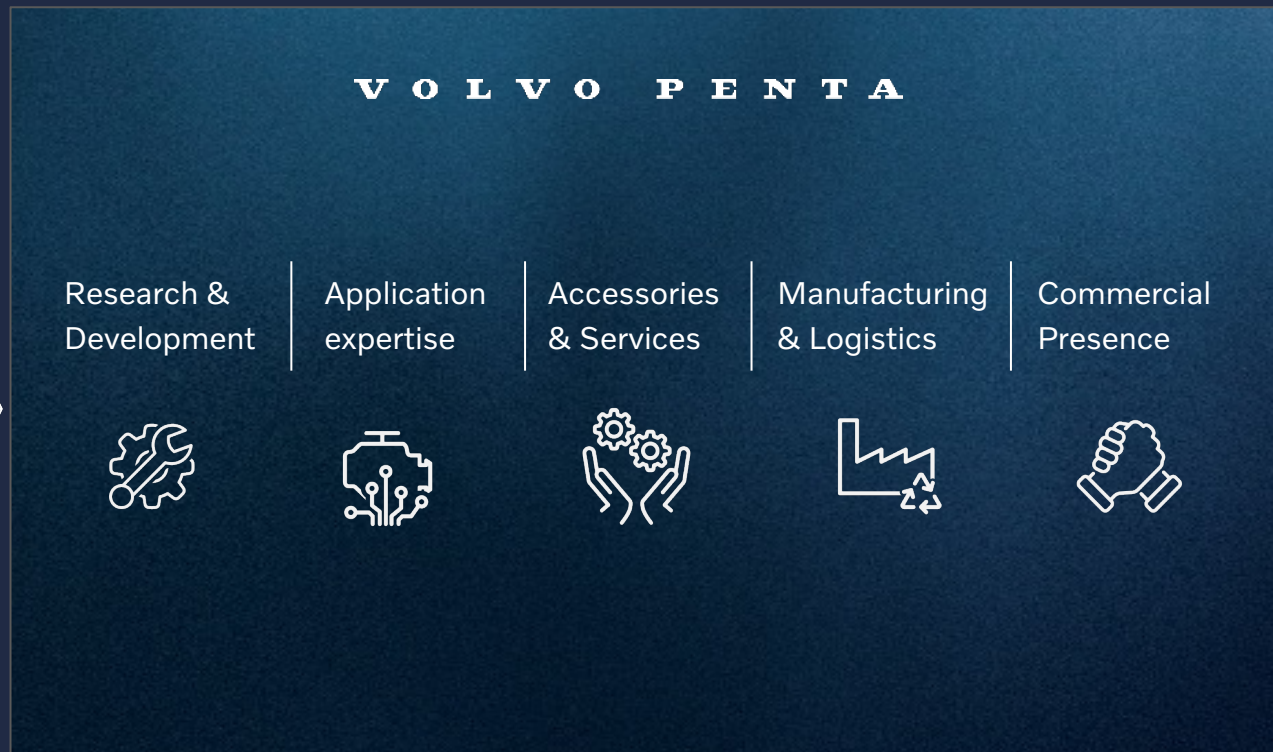 VOLVO PENTA
Research &
Development
Application
expertise
Accessories
& Services
Manufacturing
& Logistics
Commercial
Presence